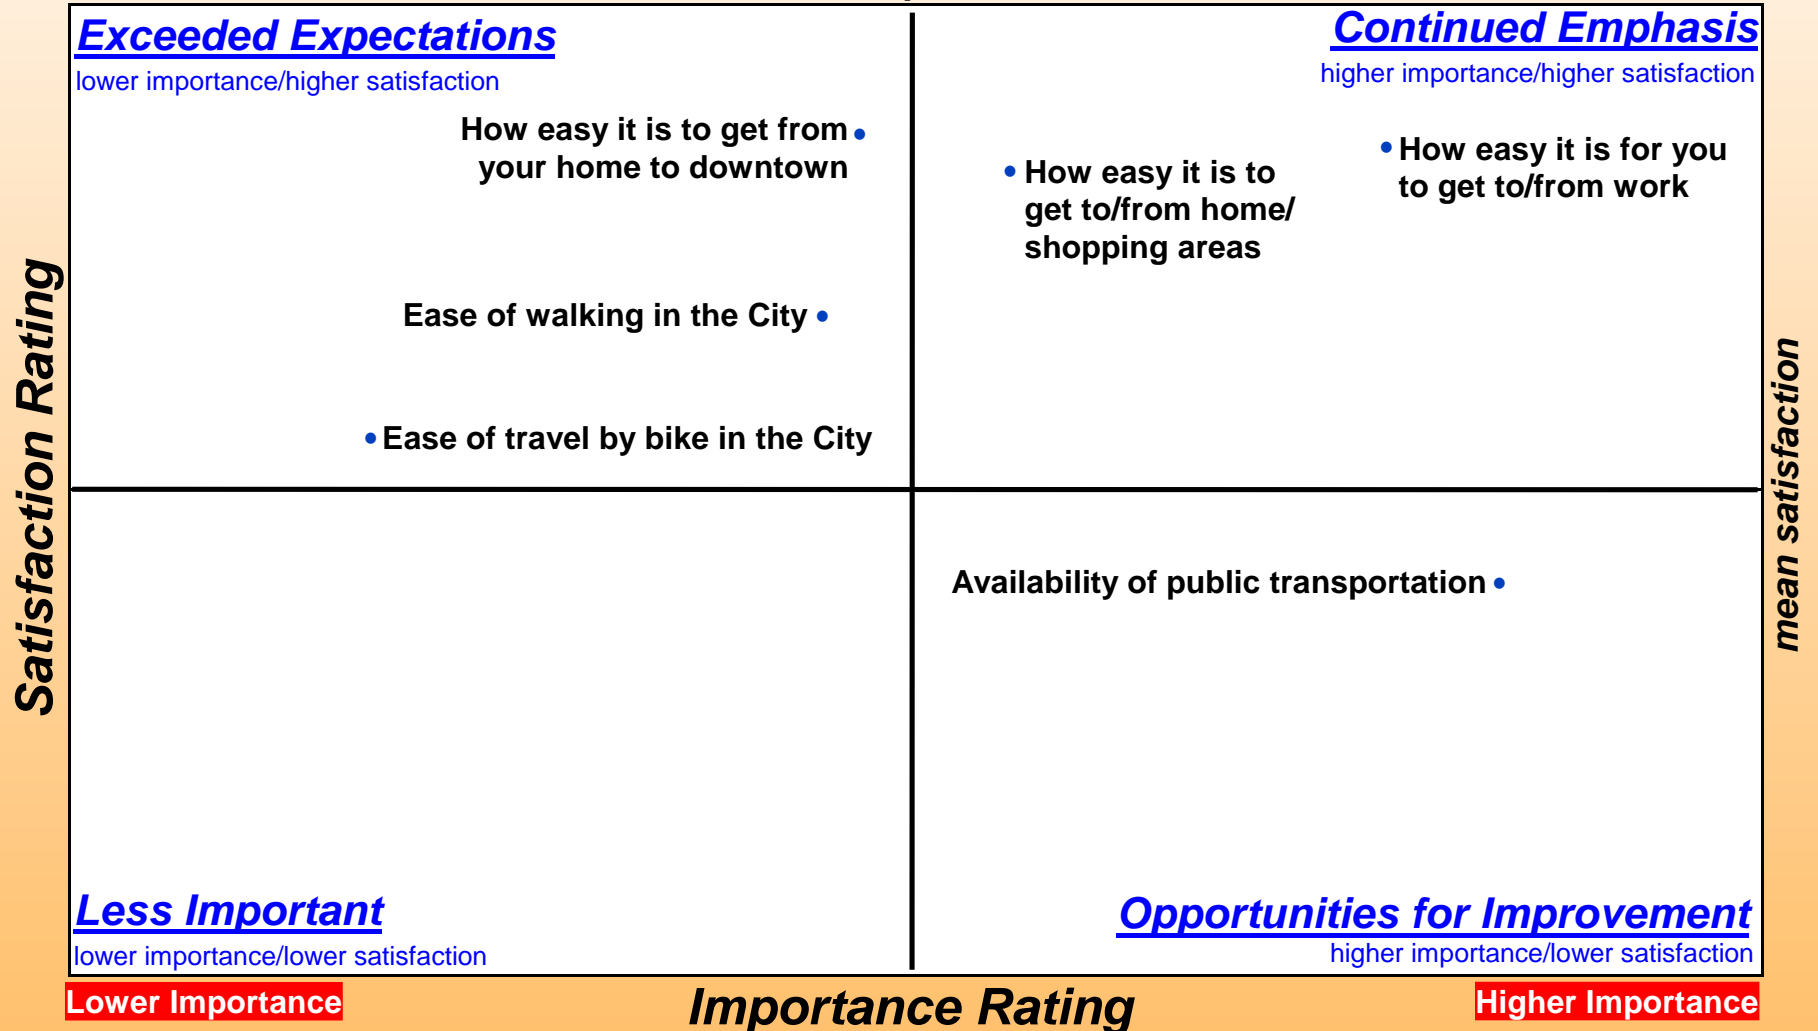 Exceeded Expectations
lower importance/higher satisfaction
Continued Emphasis
higher importance/higher satisfaction
How easy it is to get from
your home to downtown
How easy it is to
get to/from home/
shopping areas
How easy it is for you
to get to/from work
Ease of walking in the City
Ease of travel by bike in the City
Satisfaction Rating
mean satisfaction
Availability of public transportation
Less Important
lower importance/lower satisfaction
Opportunities for Improvement
higher importance/lower satisfaction
Lower Importance
Importance Rating
Higher Importance